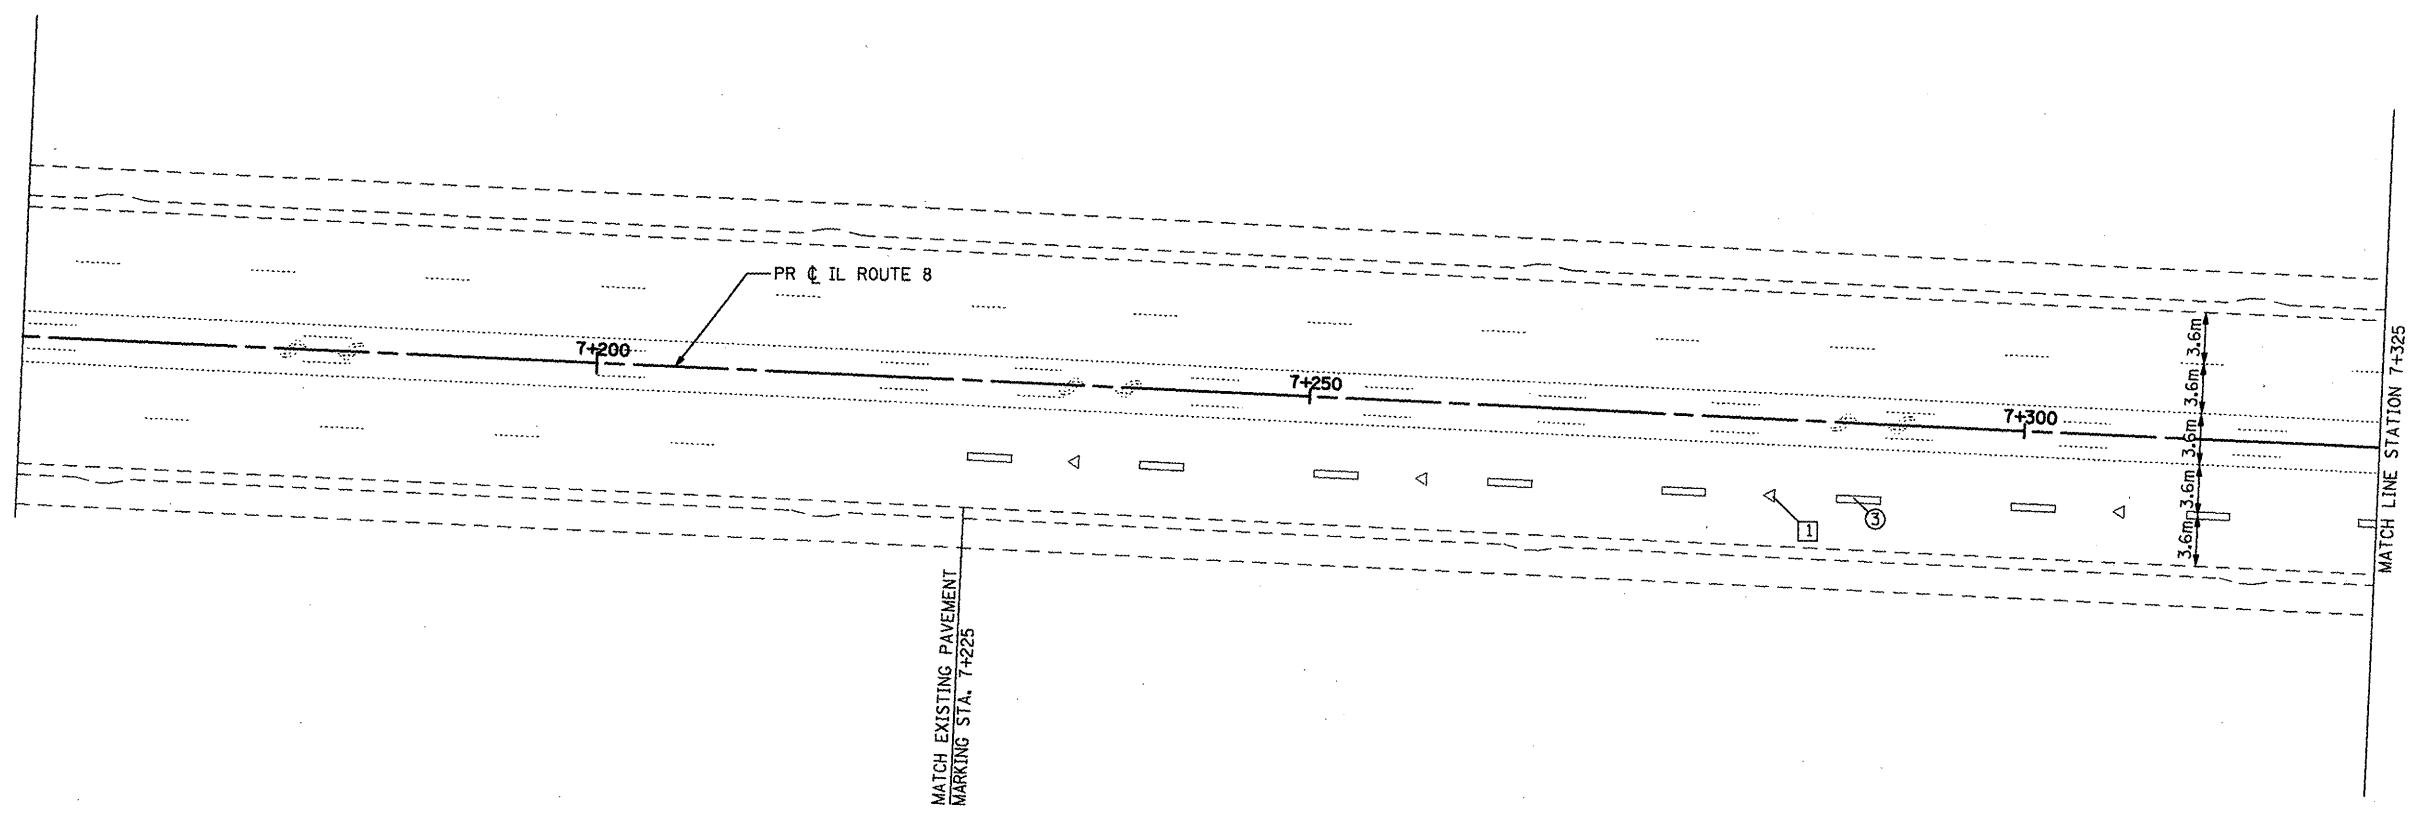 PR ℄ IL ROUTE 8
7+200
7+250
7+300
3.6m
3.6m
3.6m
3.6m
3.6m
1
3
MATCH EXISTING PAVEMENT
MARKING STA. 7+225
MATCH LINE STATION 7+325